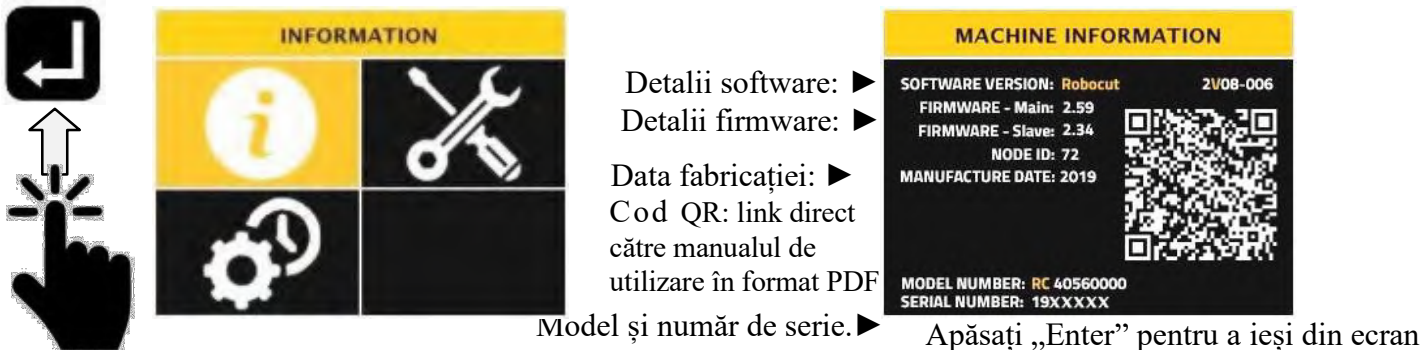 INFORMATION
Detalii software: ►
Detalii firmware: ►
Data fabricației: ►
Cod QR: link direct
către manualul de
utilizare în format PDF
Model și număr de serie.►
MACHINE INFORMATION
SOFTWARE VERSION: Robocut 2V08-006
FIRMWARE - Main: 2.59
FIRMWARE - Slave: 2.34
NODE ID: 72
MANUFACTURE DATE: 2019
MODEL NUMBER: RC 40560000
SERIAL NUMBER: 19XXXXX
Apăsați „Enter” pentru a ieși din ecran